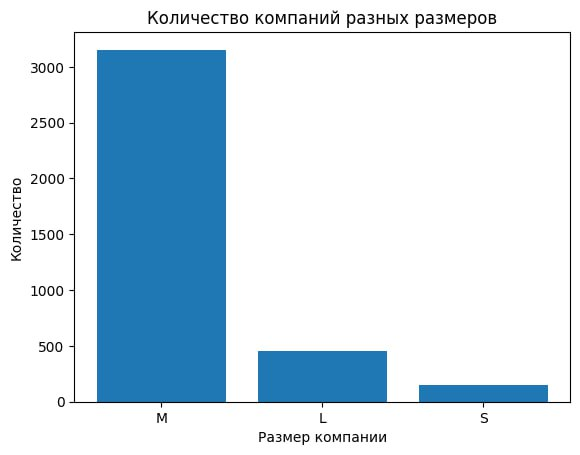 Количество компаний разных размеров
Количество
3000
2500
2000
1500
1000
500
0
M L S
Размер компании